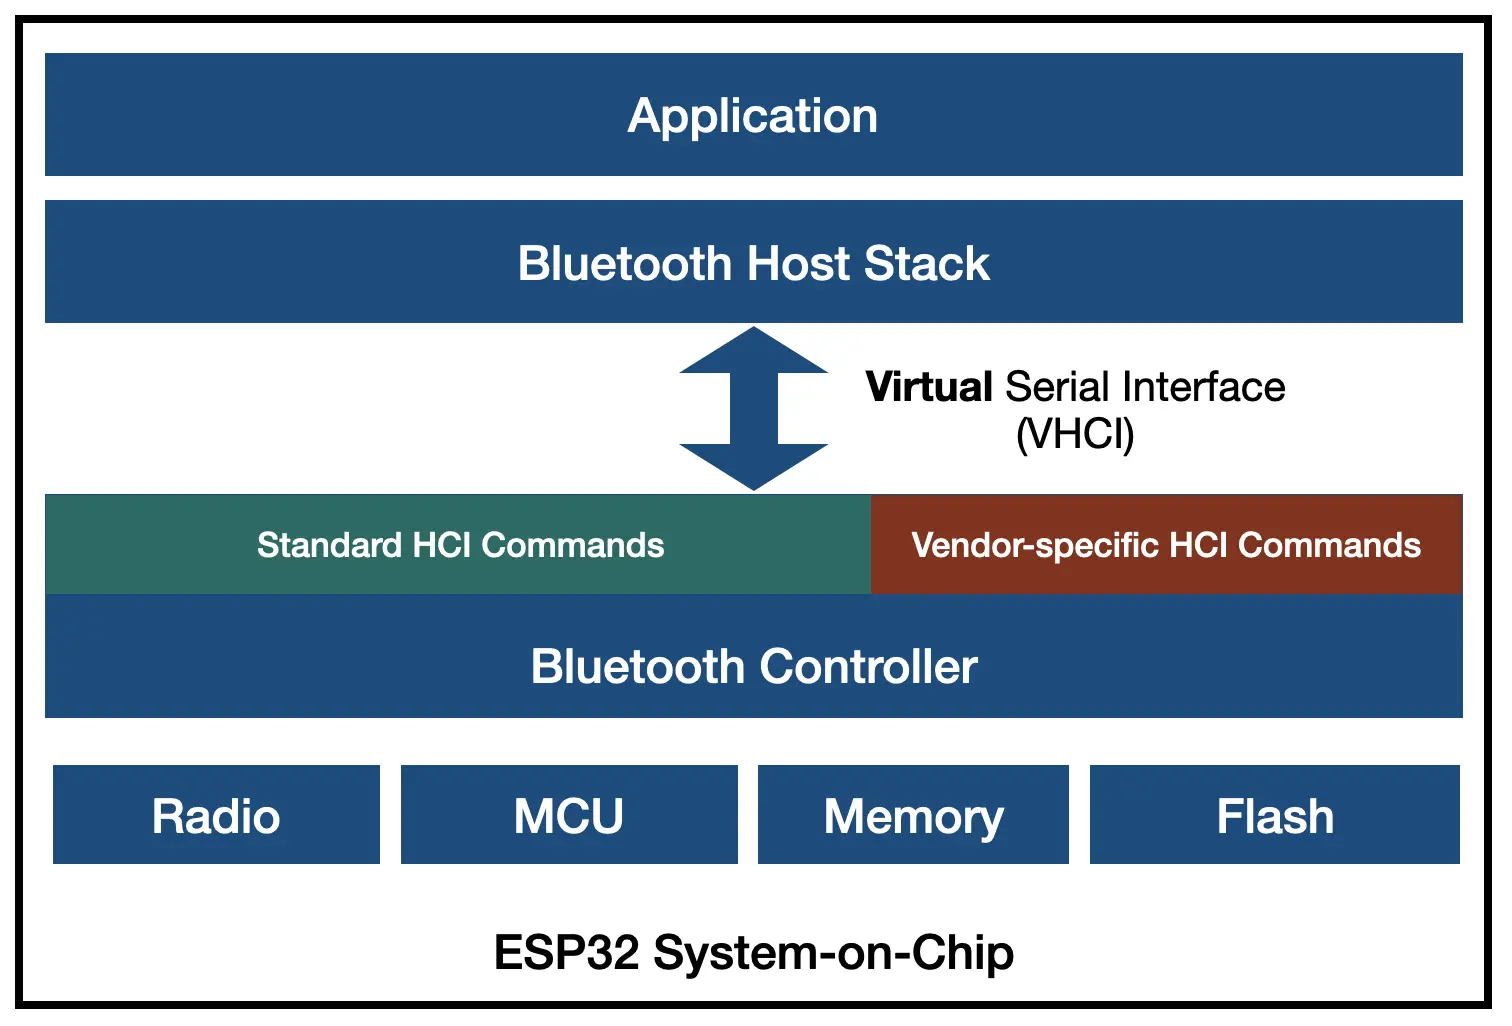 Application
Bluetooth Host Stack
Virtual Serial Interface
(VHCI)
Standard HCI Commands
Vendor-specific HCI Commands
Bluetooth Controller
Radio
MCU
Memory
Flash
ESP32 System-on-Chip